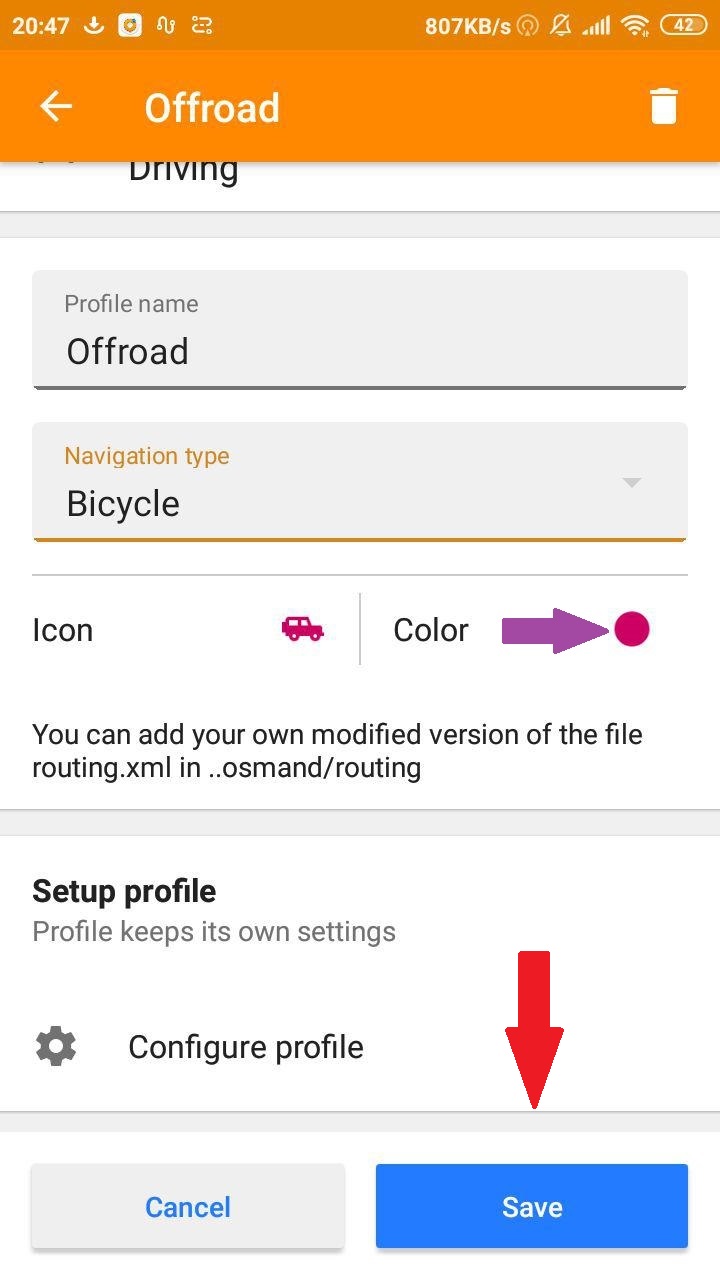 20:47 807KB/s 42
Offroad
Driving
Profile name
Offroad
Navigation type
Bicycle
Icon Color
You can add your own modified version of the file
routing.xml in ..osmand/routing
Setup profile
Profile keeps its own settings
Configure profile
Cancel Save